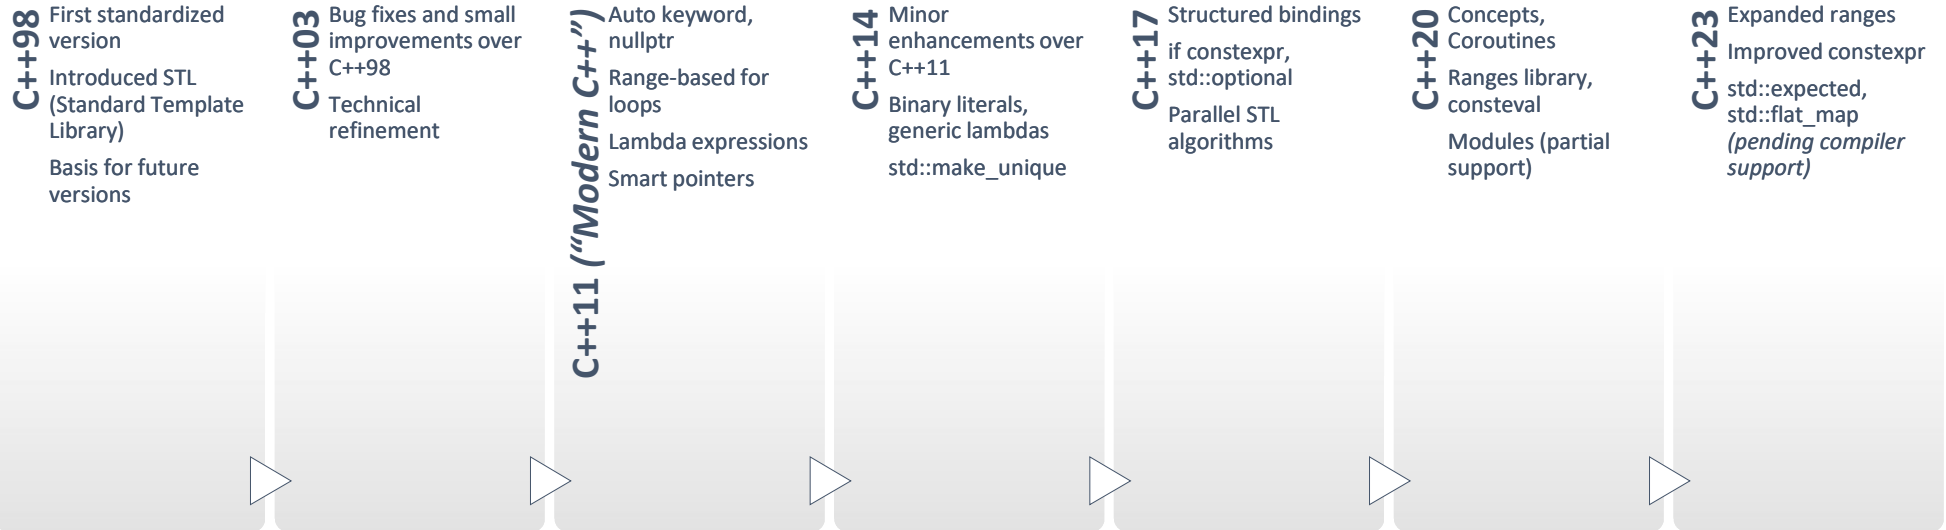 C++98
First standardized
version
Introduced STL
(Standard Template
Library)
Basis for future
versions
C++03
Bug fixes and small
improvements over
C++98
Technical
refinement
C++11 (“Modern C++”)
Auto keyword,
nullptr
Range-based for
loops
Lambda expressions
Smart pointers
C++14
Minor
enhancements over
C++11
Binary literals,
generic lambdas
std::make_unique
C++17
Structured bindings
if constexpr,
std::optional
Parallel STL
algorithms
C++20
Concepts,
Coroutines
Ranges library,
consteval
Modules (partial
support)
C++23
Expanded ranges
Improved constexpr
std::expected,
std::flat_map
(pending compiler
support)